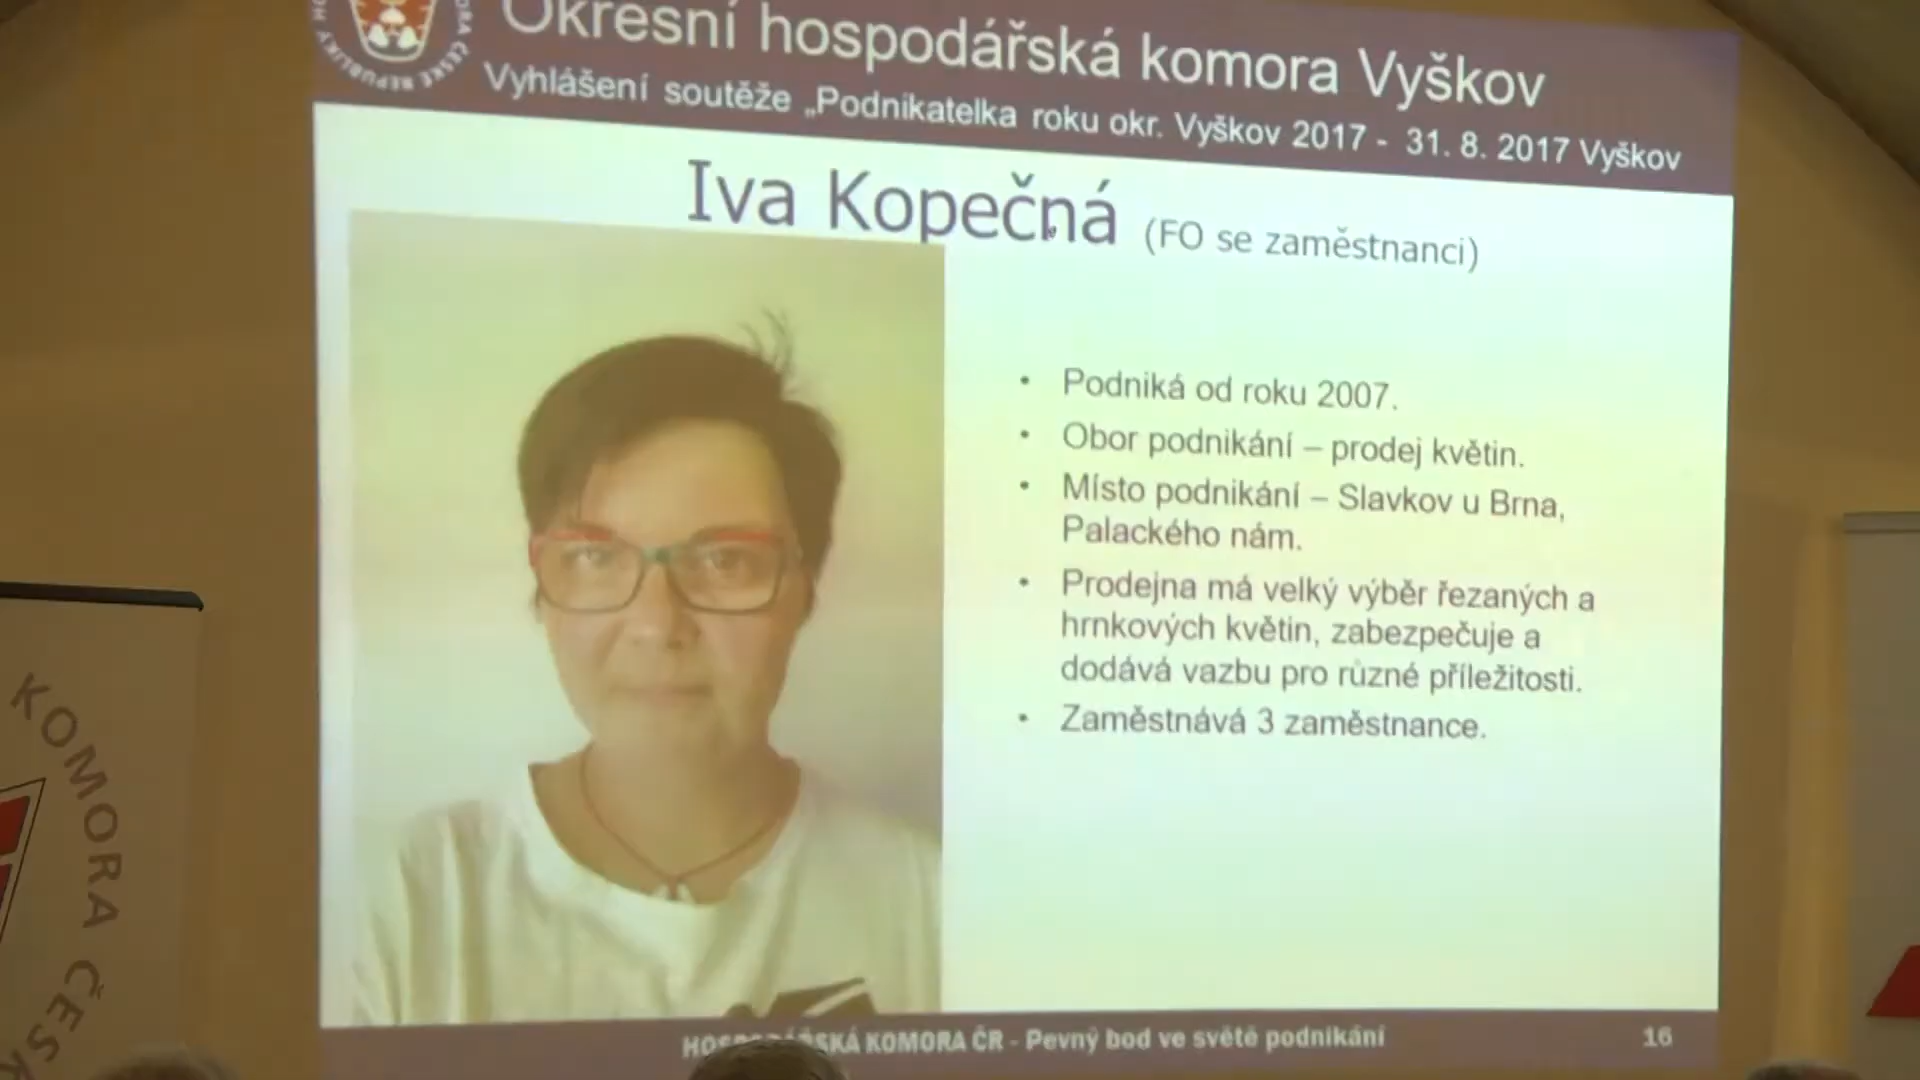 Okresní hospodářská komora Vyškov
Vyhlášení soutěže „Podnikatelka roku okr. Vyškov 2017 - 31. 8. 2017 Vyškov
Iva Kopečná (FO se zaměstnanci)
• Podniká od roku 2007.
• Obor podnikání – prodej květin.
• Místo podnikání – Slavkov u Brna,
Palackého nám.
• Prodejna má velký výběr řezaných a
hrnkových květin, zabezpečuje a
dodává vazbu pro různé příležitosti.
• Zaměstnává 3 zaměstnance.
KOMORA ČR - Pevný bod ve světě podnikání
16
KOMORA